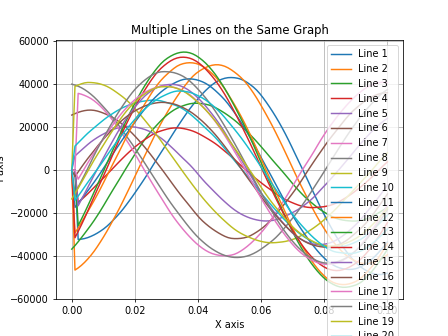 Multiple Lines on the Same Graph
60000
40000
20000
0
−20000
−40000
−60000
0.00
0.02
0.04
0.06
0.08
X axis
Line 1
Line 2
Line 3
Line 4
Line 5
Line 6
Line 7
Line 8
Line 9
Line 10
Line 11
Line 12
Line 13
Line 14
Line 15
Line 16
Line 17
Line 18
Line 19
Line 20